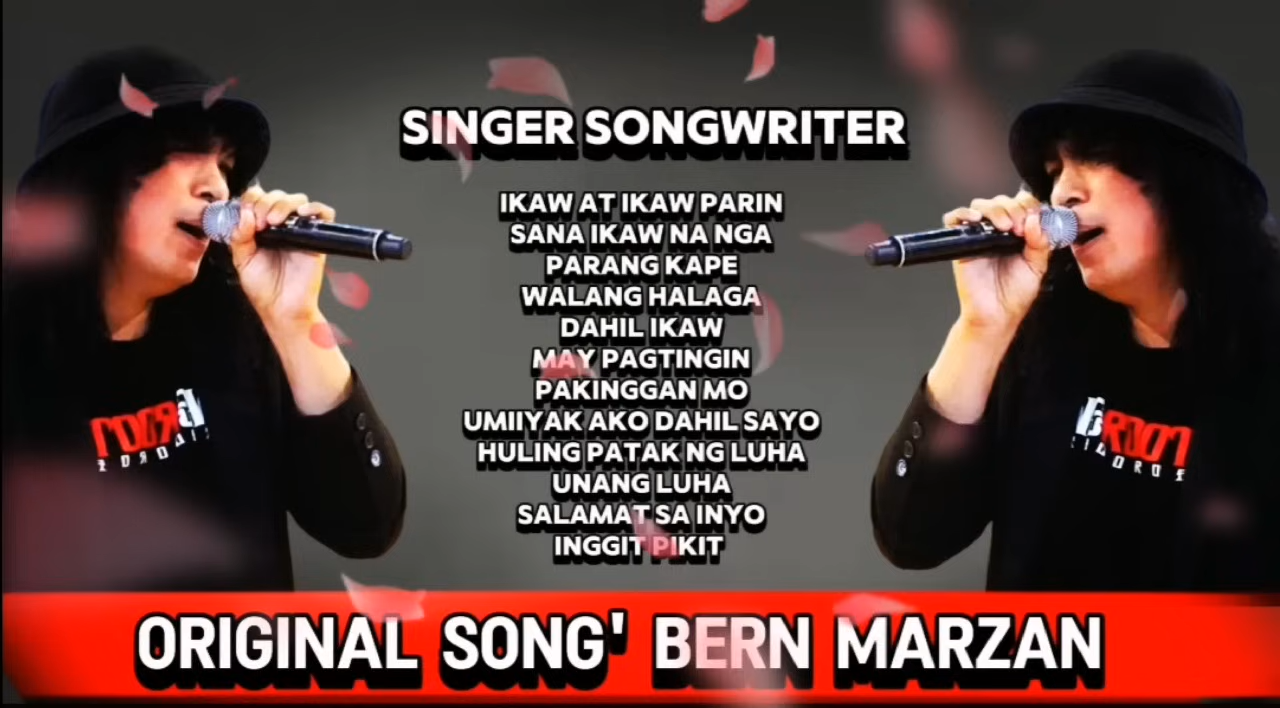 SINGER SONGWRITER
IKAW AT IKAW PARIN
SANA IKAW NA NGA
PARANG KAPE
WALANG HALAGA
DAHIL IKAW
MAY PAGTINGIN
PAKINGGAN MO
UMIIYAK AKO DAHIL SAYO
HULING PATAK NG LUHA
UNANG LUHA
SALAMAT SA INYO
INGGIT PIKIT
ORIGINAL SONG' BERN MARZAN